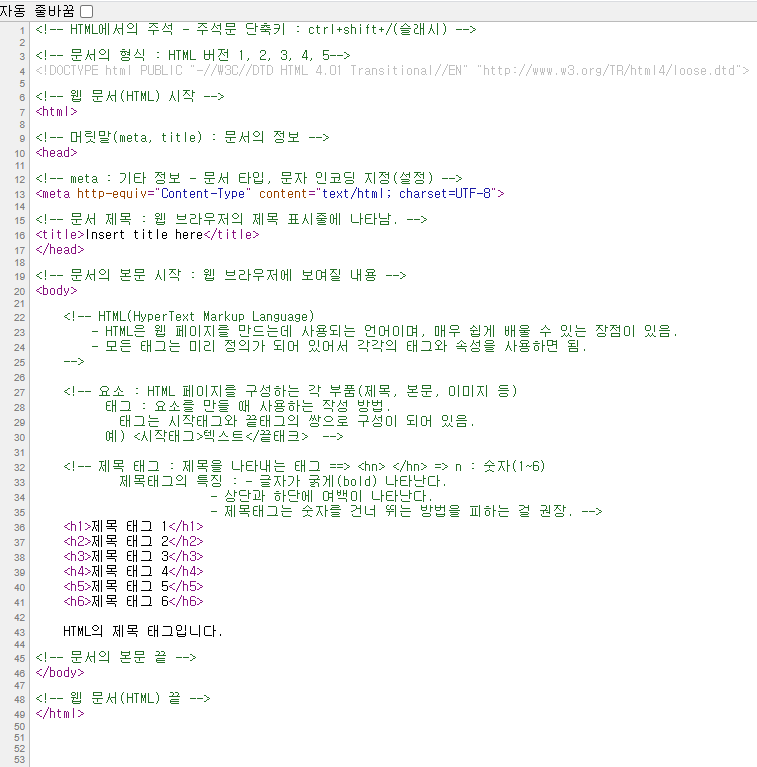 자동 줄바꿈
1 <!-- HTML에서의 주석 - 주석문 단축키 : ctrl+shift+/(슬래시) -->
2
3 <!-- 문서의 형식 : HTML 버전 1, 2, 3, 4, 5-->
4 <!DOCTYPE html PUBLIC "-//W3C//DTD HTML 4.01 Transitional//EN" "http://www.w3.org/TR/html4/loose.dtd">
5
6 <!-- 웹 문서(HTML) 시작 -->
7 <html>
8
9 <!-- 머릿말(meta, title) : 문서의 정보 -->
10 <head>
11
12 <!-- meta : 기타 정보 - 문서 타입, 문자 인코딩 지정(설정) -->
13 <meta http-equiv="Content-Type" content="text/html; charset=UTF-8">
14
15 <!-- 문서 제목 : 웹 브라우저의 제목 표시줄에 나타남. -->
16 <title>Insert title here</title>
17 </head>
18
19 <!-- 문서의 본문 시작 : 웹 브라우저에 보여질 내용 -->
20 <body>
21
22 <!-- HTML(HyperText Markup Language)
23 - HTML은 웹 페이지를 만드는데 사용되는 언어이며, 매우 쉽게 배울 수 있는 장점이 있음.
24 - 모든 태그는 미리 정의가 되어 있어서 각각의 태그와 속성을 사용하면 됨.
25 -->
26
27 <!-- 요소 : HTML 페이지를 구성하는 각 부품(제목, 본문, 이미지 등)
28 태그 : 요소를 만들 때 사용하는 작성 방법.
29 태그는 시작태그와 끝태그의 쌍으로 구성이 되어 있음.
30 예) <시작태그>텍스트</끝태크> -->
31
32 <!-- 제목 태그 : 제목을 나타내는 태그 ==> <hn> </hn> => n : 숫자(1~6)
33 제목태그의 특징 : - 글자가 굵게(bold) 나타난다.
34 - 상단과 하단에 여백이 나타난다.
35 - 제목태그는 숫자를 건너 뛰는 방법을 피하는 걸 권장. -->
36 <h1>제목 태그 1</h1>
37 <h2>제목 태그 2</h2>
38 <h3>제목 태그 3</h3>
39 <h4>제목 태그 4</h4>
40 <h5>제목 태그 5</h5>
41 <h6>제목 태그 6</h6>
42
43 HTML의 제목 태그입니다.
44
45 <!-- 문서의 본문 끝 -->
46 </body>
47
48 <!-- 웹 문서(HTML) 끝 -->
49 </html>
50
51
52
53